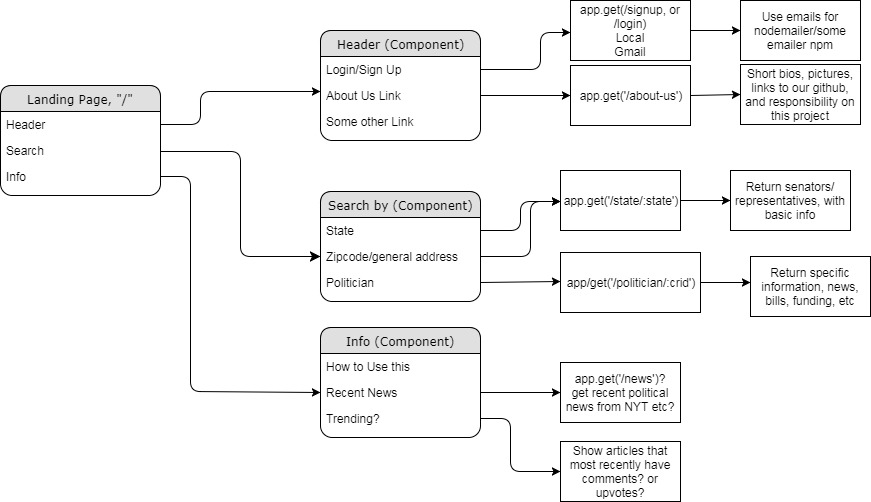 Landing Page, "/"
Header
Search
Info
Header (Component)
Login/Sign Up
About Us Link
Some other Link
app.get(/signup, or
/login)
Local
Gmail
Use emails for
nodemailer/some
emailer npm
app.get('/about-us')
Short bios, pictures,
links to our github,
and responsibility on
this project
Search by (Component)
State
Zipcode/general address
Politician
app.get('/state/:state')
Return senators/
representatives, with
basic info
app/get('/politician/:crid')
Return specific
information, news,
bills, funding, etc
Info (Component)
How to Use this
Recent News
Trending?
app.get('/news')?
get recent political
news from NYT etc?
Show articles that
most recently have
comments? or
upvotes?